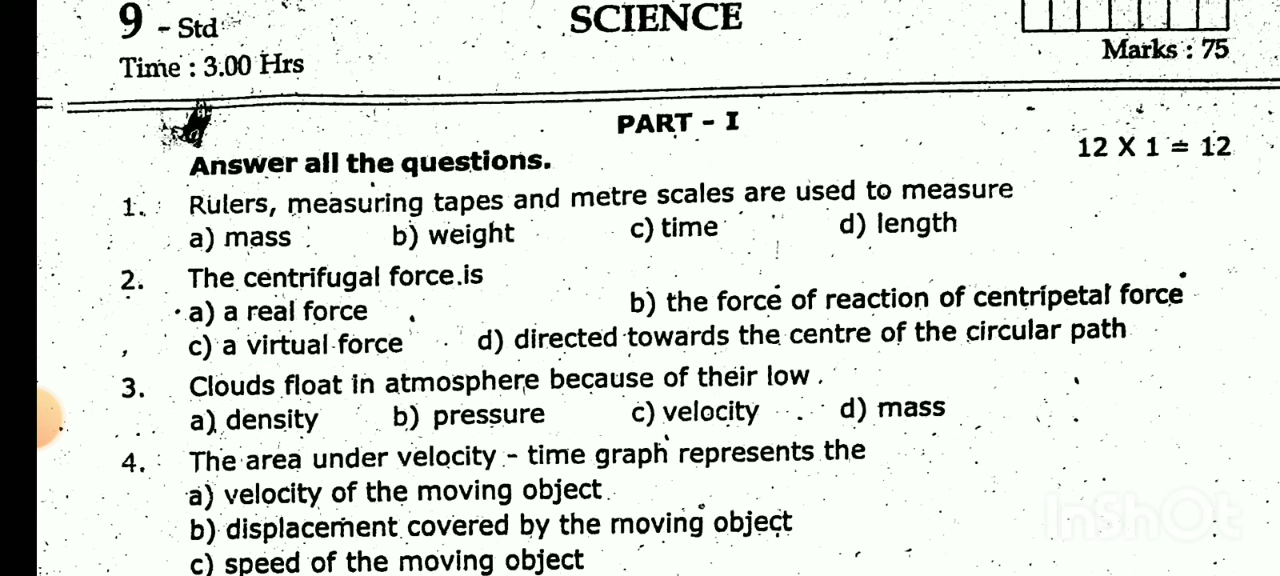 9 - Std
SCIENCE
Time : 3.00 Hrs
Marks : 75
PART - I
Answer all the questions.
12 X 1 = 12
1. Rulers, measuring tapes and metre scales are used to measure
a) mass b) weight c) time d) length
2. The centrifugal force is
a) a real force b) the force of reaction of centripetal force
c) a virtual force d) directed towards the centre of the circular path
3. Clouds float in atmosphere because of their low .
a) density b) pressure c) velocity d) mass
4. The area under velocity - time graph represents the
a) velocity of the moving object
b) displacement covered by the moving object
c) speed of the moving object
InShOt